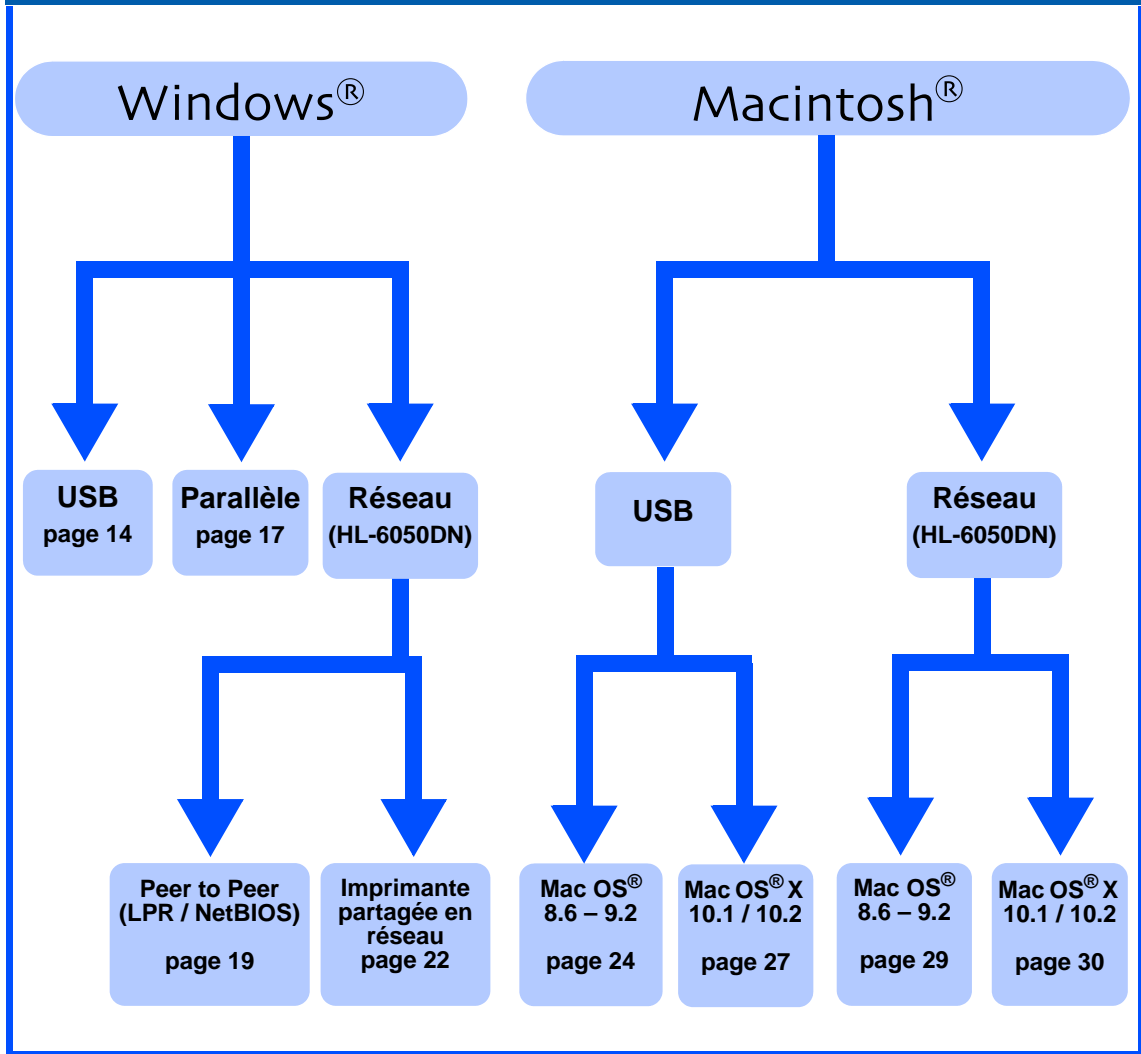 Windows®
Macintosh®
USB
page 14
Parallèle
page 17
Réseau
(HL-6050DN)
USB
Réseau
(HL-6050DN)
Peer to Peer
(LPR / NetBIOS)
page 19
Imprimante
partagée en
réseau
page 22
Mac OS®
8.6 – 9.2
page 24
Mac OS® X
10.1 / 10.2
page 27
Mac OS®
8.6 – 9.2
page 29
Mac OS® X
10.1 / 10.2
page 30